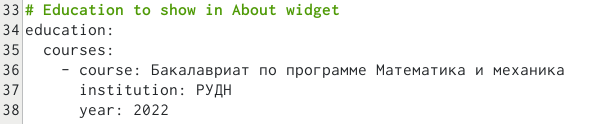 33 # Education to show in About widget
34 education:
35   courses:
36     - course: Бакалавриат по программе Математика и механика
37       institution: РУДН
38       year: 2022